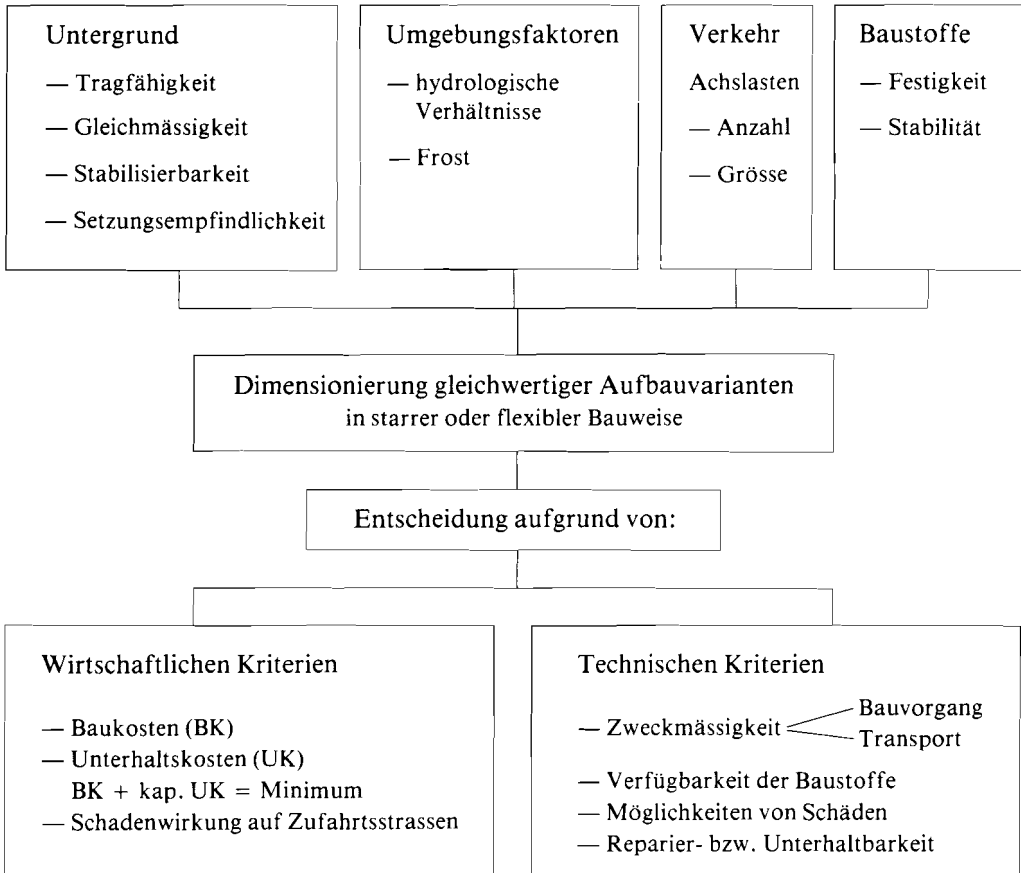 Untergrund
— Tragfähigkeit
— Gleichmässigkeit
— Stabilisierbarkeit
— Setzungsempfindlichkeit
Umgebungsfaktoren
— hydrologische
Verhältnisse
— Frost
Verkehr
Achslasten
— Anzahl
— Grösse
Baustoffe
— Festigkeit
— Stabilität
Dimensionierung gleichwertiger Aufbauvarianten
in starrer oder flexibler Bauweise
Entscheidung aufgrund von:
Wirtschaftlichen Kriterien
— Baukosten (BK)
— Unterhaltskosten (UK)
BK + kap. UK = Minimum
— Schadenwirkung auf Zufahrtsstrassen
Technischen Kriterien
— Zweckmässigkeit
Bauvorgang
Transport
— Verfügbarkeit der Baustoffe
— Möglichkeiten von Schäden
— Reparier- bzw. Unterhaltbarkeit